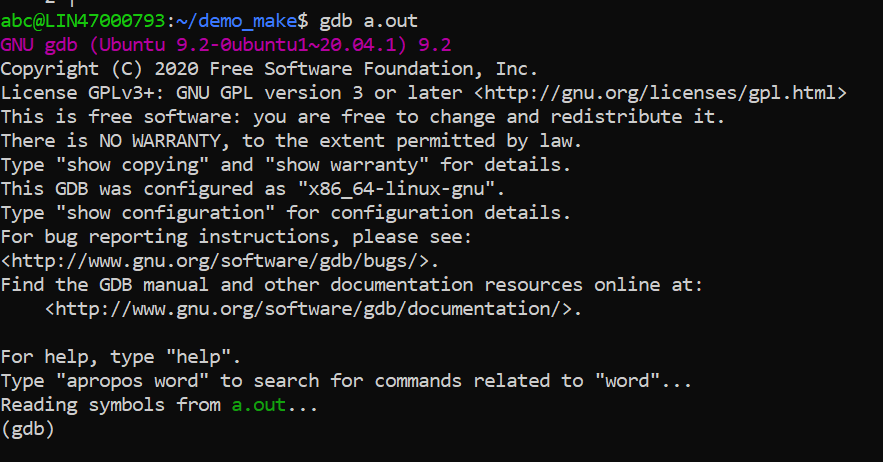 abc@LIN47000793:~/demo_make$ gdb a.out
GNU gdb (Ubuntu 9.2-0ubuntu1~20.04.1) 9.2
Copyright (C) 2020 Free Software Foundation, Inc.
License GPLv3+: GNU GPL version 3 or later <http://gnu.org/licenses/gpl.html>
This is free software: you are free to change and redistribute it.
There is NO WARRANTY, to the extent permitted by law.
Type "show copying" and "show warranty" for details.
This GDB was configured as "x86_64-linux-gnu".
Type "show configuration" for configuration details.
For bug reporting instructions, please see:
<http://www.gnu.org/software/gdb/bugs/>.
Find the GDB manual and other documentation resources online at:
    <http://www.gnu.org/software/gdb/documentation/>.

For help, type "help".
Type "apropos word" to search for commands related to "word"...
Reading symbols from a.out...
(gdb)